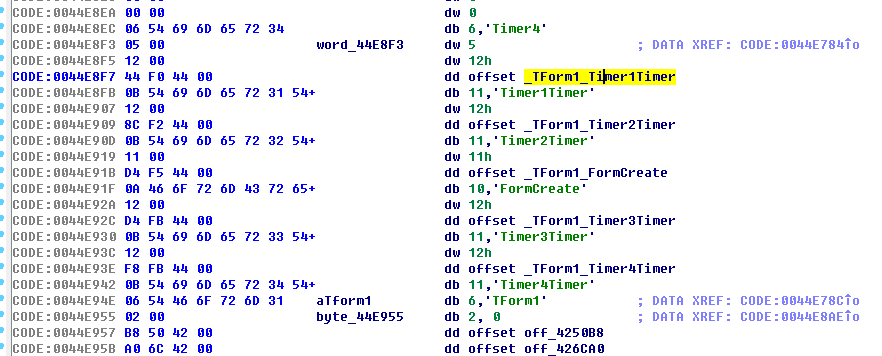 CODE:0044E8EA 00 00 dw 0
CODE:0044E8EC 06 54 69 6D 65 72 34 db 6,'Timer4'
CODE:0044E8F3 05 00 word_44E8F3 dw 5 ; DATA XREF: CODE:0044E784↑o
CODE:0044E8F5 12 00 dw 12h
CODE:0044E8F7 44 F0 44 00 dd offset _TForm1_Timer1Timer
CODE:0044E8FB 0B 54 69 6D 65 72 31 54+ db 11,'Timer1Timer'
CODE:0044E907 12 00 dw 12h
CODE:0044E909 8C F2 44 00 dd offset _TForm1_Timer2Timer
CODE:0044E90D 0B 54 69 6D 65 72 32 54+ db 11,'Timer2Timer'
CODE:0044E919 11 00 dw 11h
CODE:0044E91B D4 F5 44 00 dd offset _TForm1_FormCreate
CODE:0044E91F 0A 46 6F 72 6D 43 72 65+ db 10,'FormCreate'
CODE:0044E92A 12 00 dw 12h
CODE:0044E92C D4 FB 44 00 dd offset _TForm1_Timer3Timer
CODE:0044E930 0B 54 69 6D 65 72 33 54+ db 11,'Timer3Timer'
CODE:0044E93C 12 00 dw 12h
CODE:0044E93E F8 FB 44 00 dd offset _TForm1_Timer4Timer
CODE:0044E942 0B 54 69 6D 65 72 34 54+ db 11,'Timer4Timer'
CODE:0044E94E 06 54 46 6F 72 6D 31 aTform1 db 6,'TForm1' ; DATA XREF: CODE:0044E78C↑o
CODE:0044E955 02 00 byte_44E955 db 2, 0 ; DATA XREF: CODE:0044E8AE↑o
CODE:0044E957 B8 50 42 00 dd offset off_4250B8
CODE:0044E95B A0 6C 42 00 dd offset off_426CA0